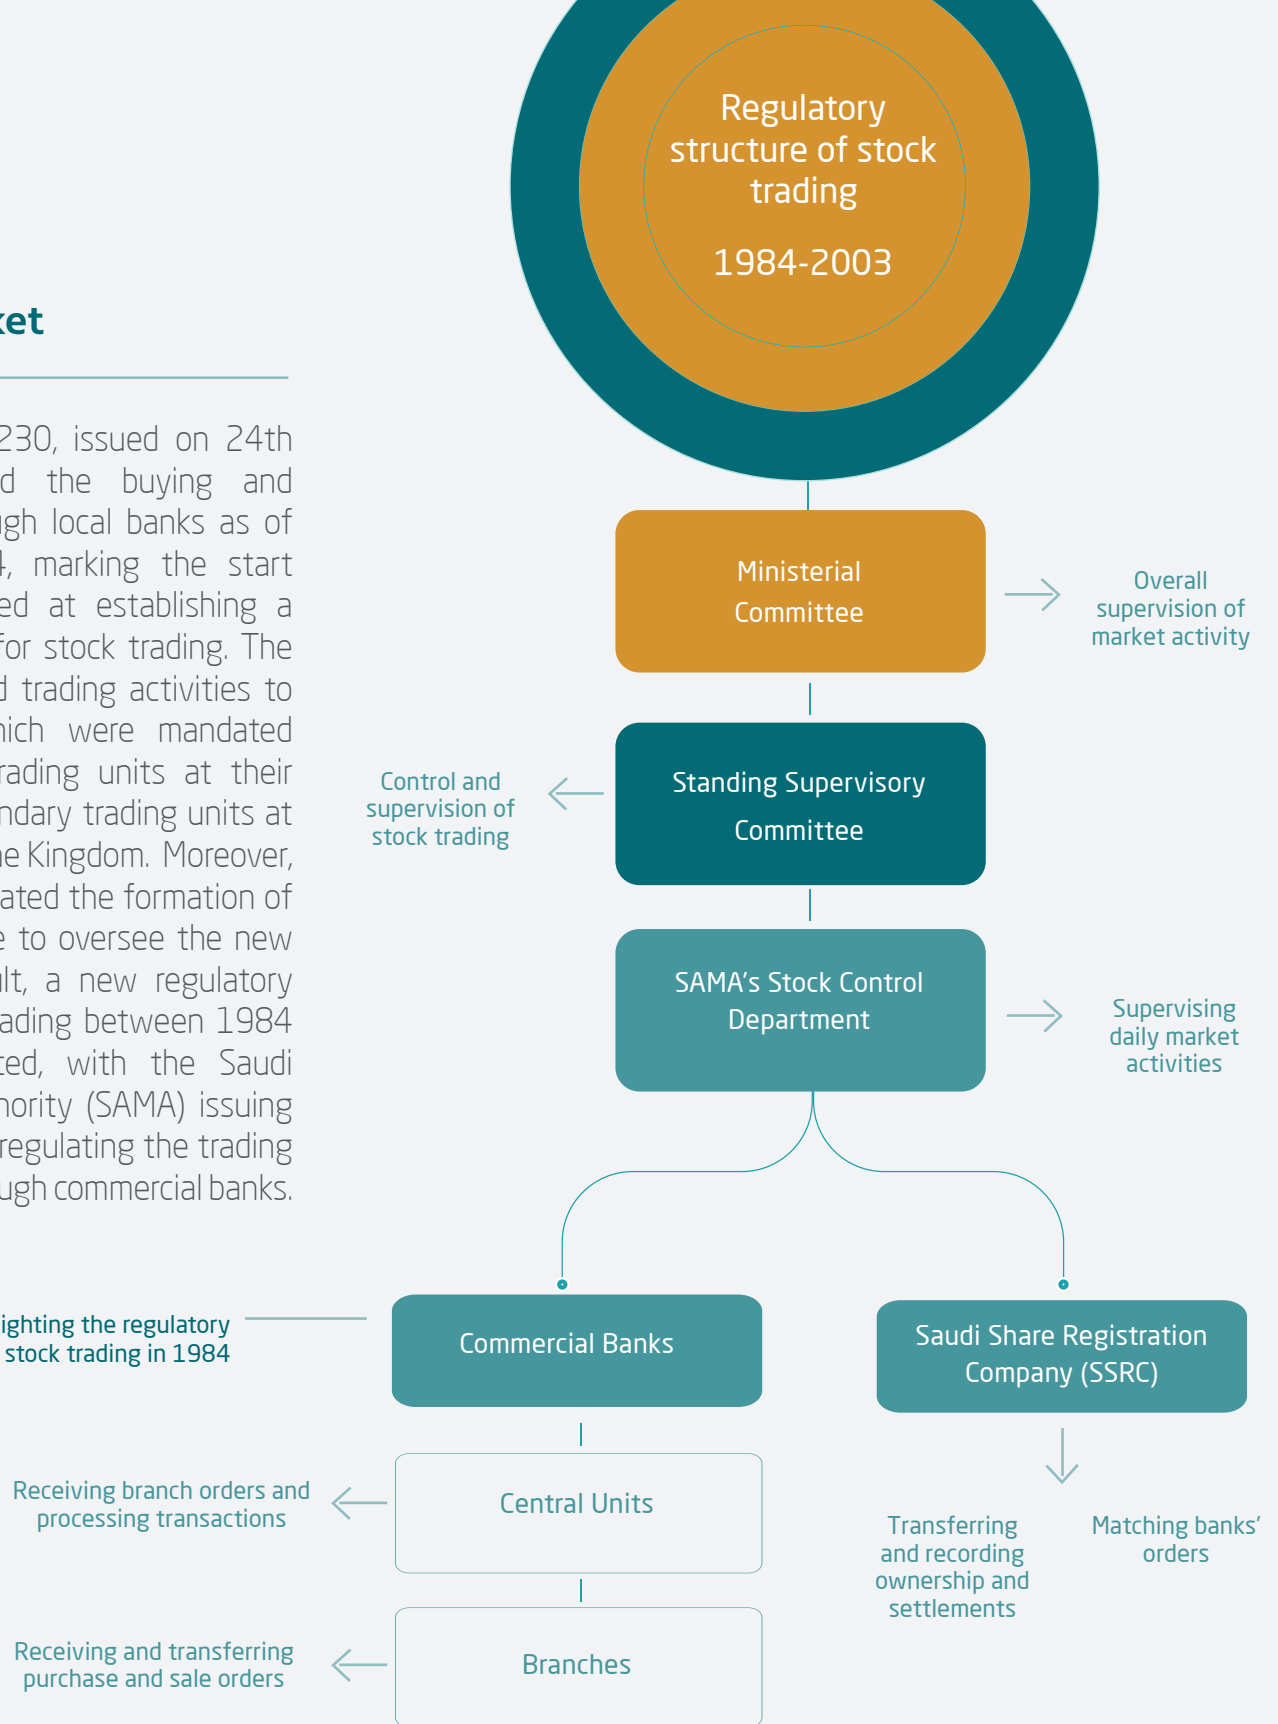 Regulatory
structure of stock
trading
1984-2003
ket
230, issued on 24th
d the buying and
ugh local banks as of
4, marking the start
ed at establishing a
for stock trading. The
d trading activities to
hich were mandated
rading units at their
ndary trading units at
he Kingdom. Moreover,
ated the formation of
e to oversee the new
ult, a new regulatory
rading between 1984
ted, with the Saudi
hority (SAMA) issuing
regulating the trading
ugh commercial banks.
ighting the regulatory
stock trading in 1984
Ministerial
Committee
Overall
supervision of
market activity
Standing Supervisory
Committee
Control and
supervision of
stock trading
SAMA's Stock Control
Department
Supervising
daily market
activities
Commercial Banks
Saudi Share Registration
Company (SSRC)
Central Units
Receiving branch orders and
processing transactions
Transferring
and recording
ownership and
settlements
Matching banks'
orders
Branches
Receiving and transferring
purchase and sale orders